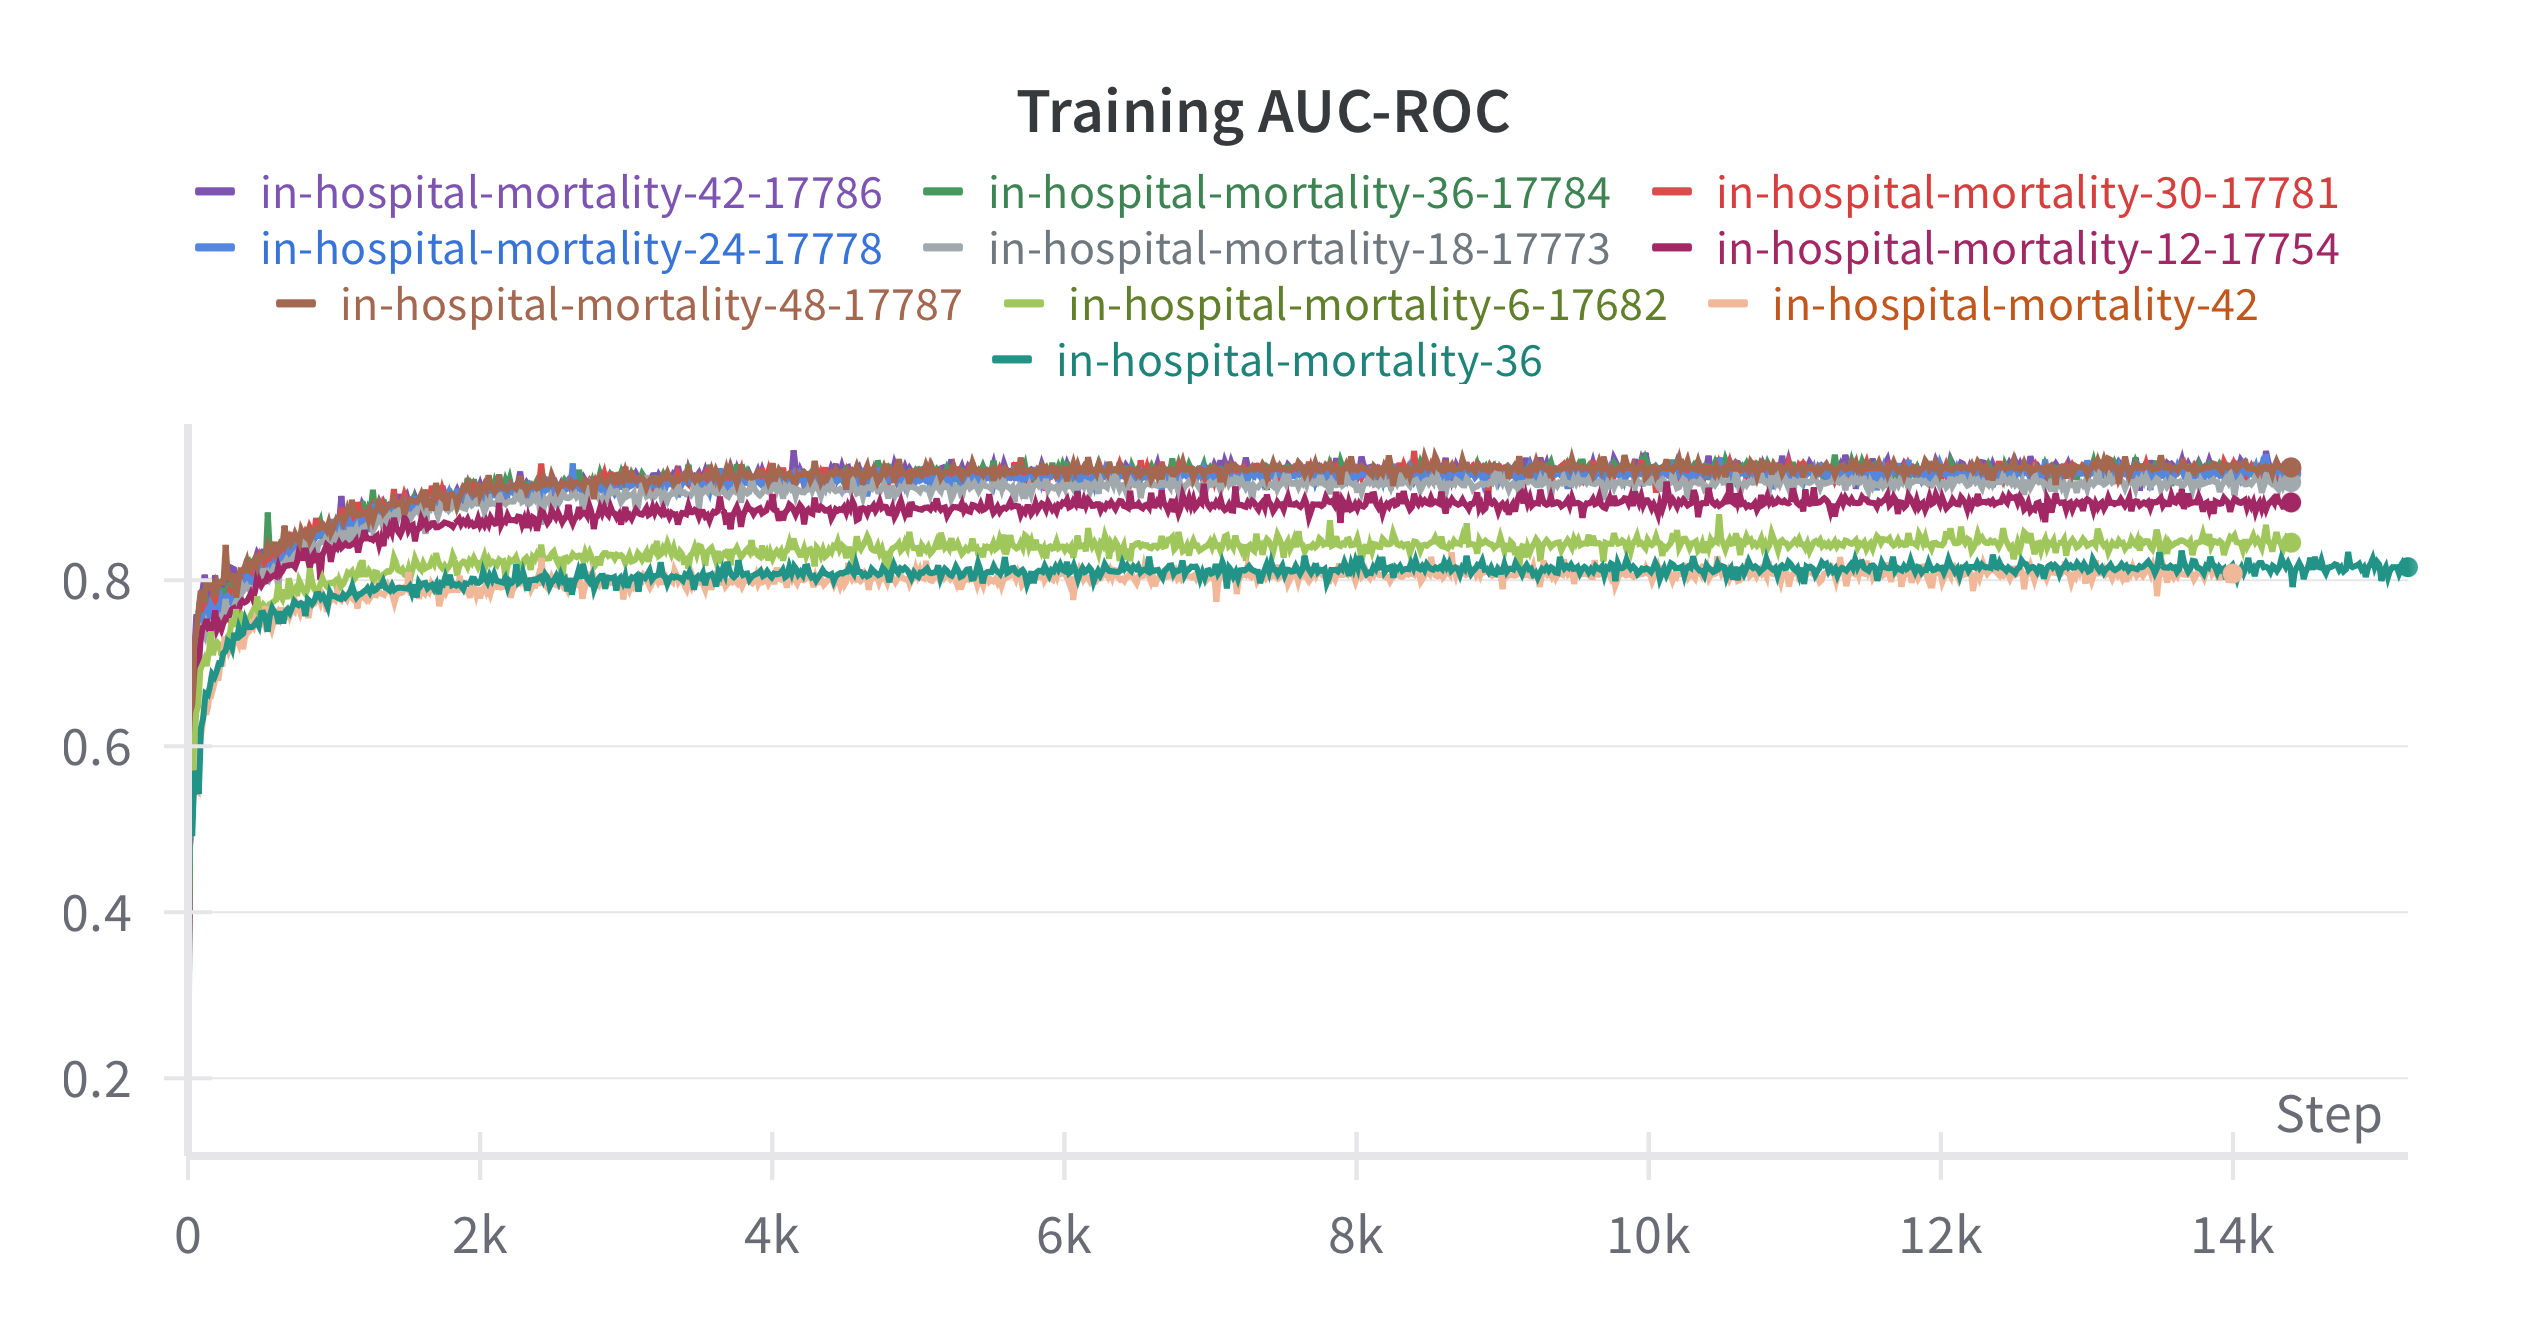 Training AUC-ROC
in-hospital-mortality-42-17786 in-hospital-mortality-36-17784 in-hospital-mortality-30-17781
in-hospital-mortality-24-17778 in-hospital-mortality-18-17773 in-hospital-mortality-12-17754
in-hospital-mortality-48-17787 in-hospital-mortality-6-17682 in-hospital-mortality-42
in-hospital-mortality-36
0.8
0.6
0.4
0.2
Step
0 2k 4k 6k 8k 10k 12k 14k